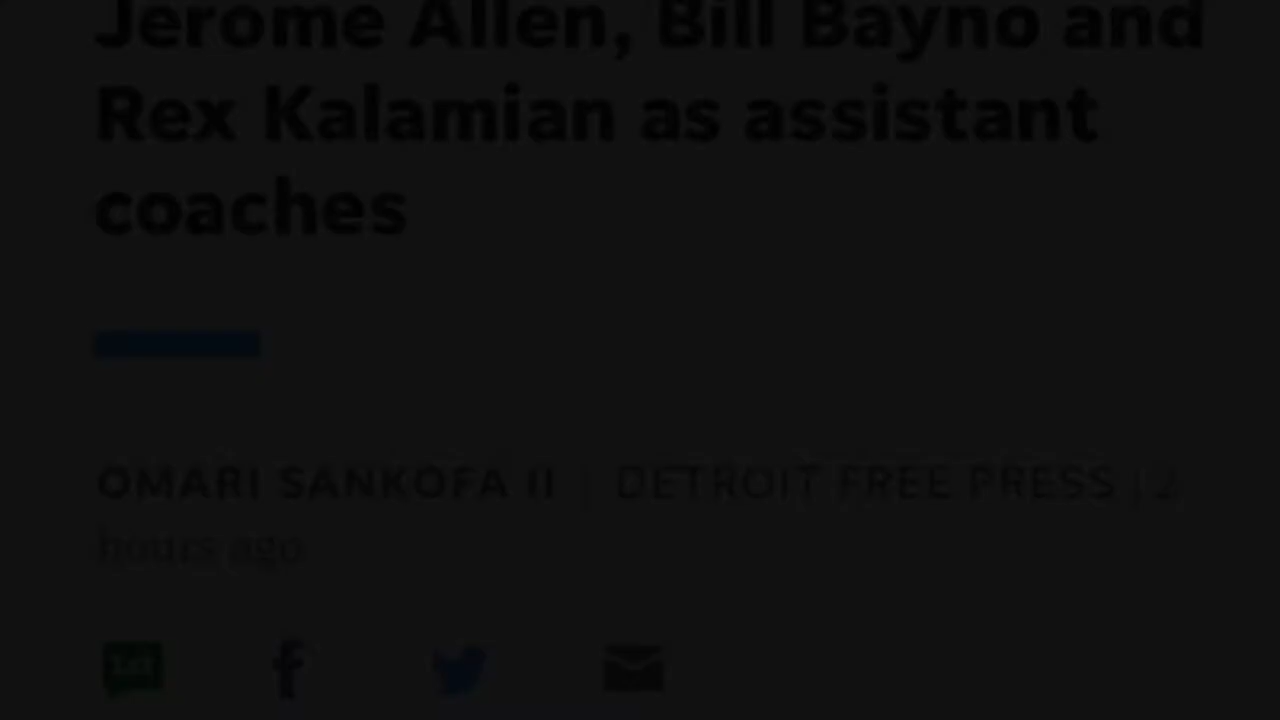 Jerome Allen, Bill Bayno and
Rex Kalamian as assistant
coaches
OMARI SANKOFA II | DETROIT FREE PRESS | 2
hours ago